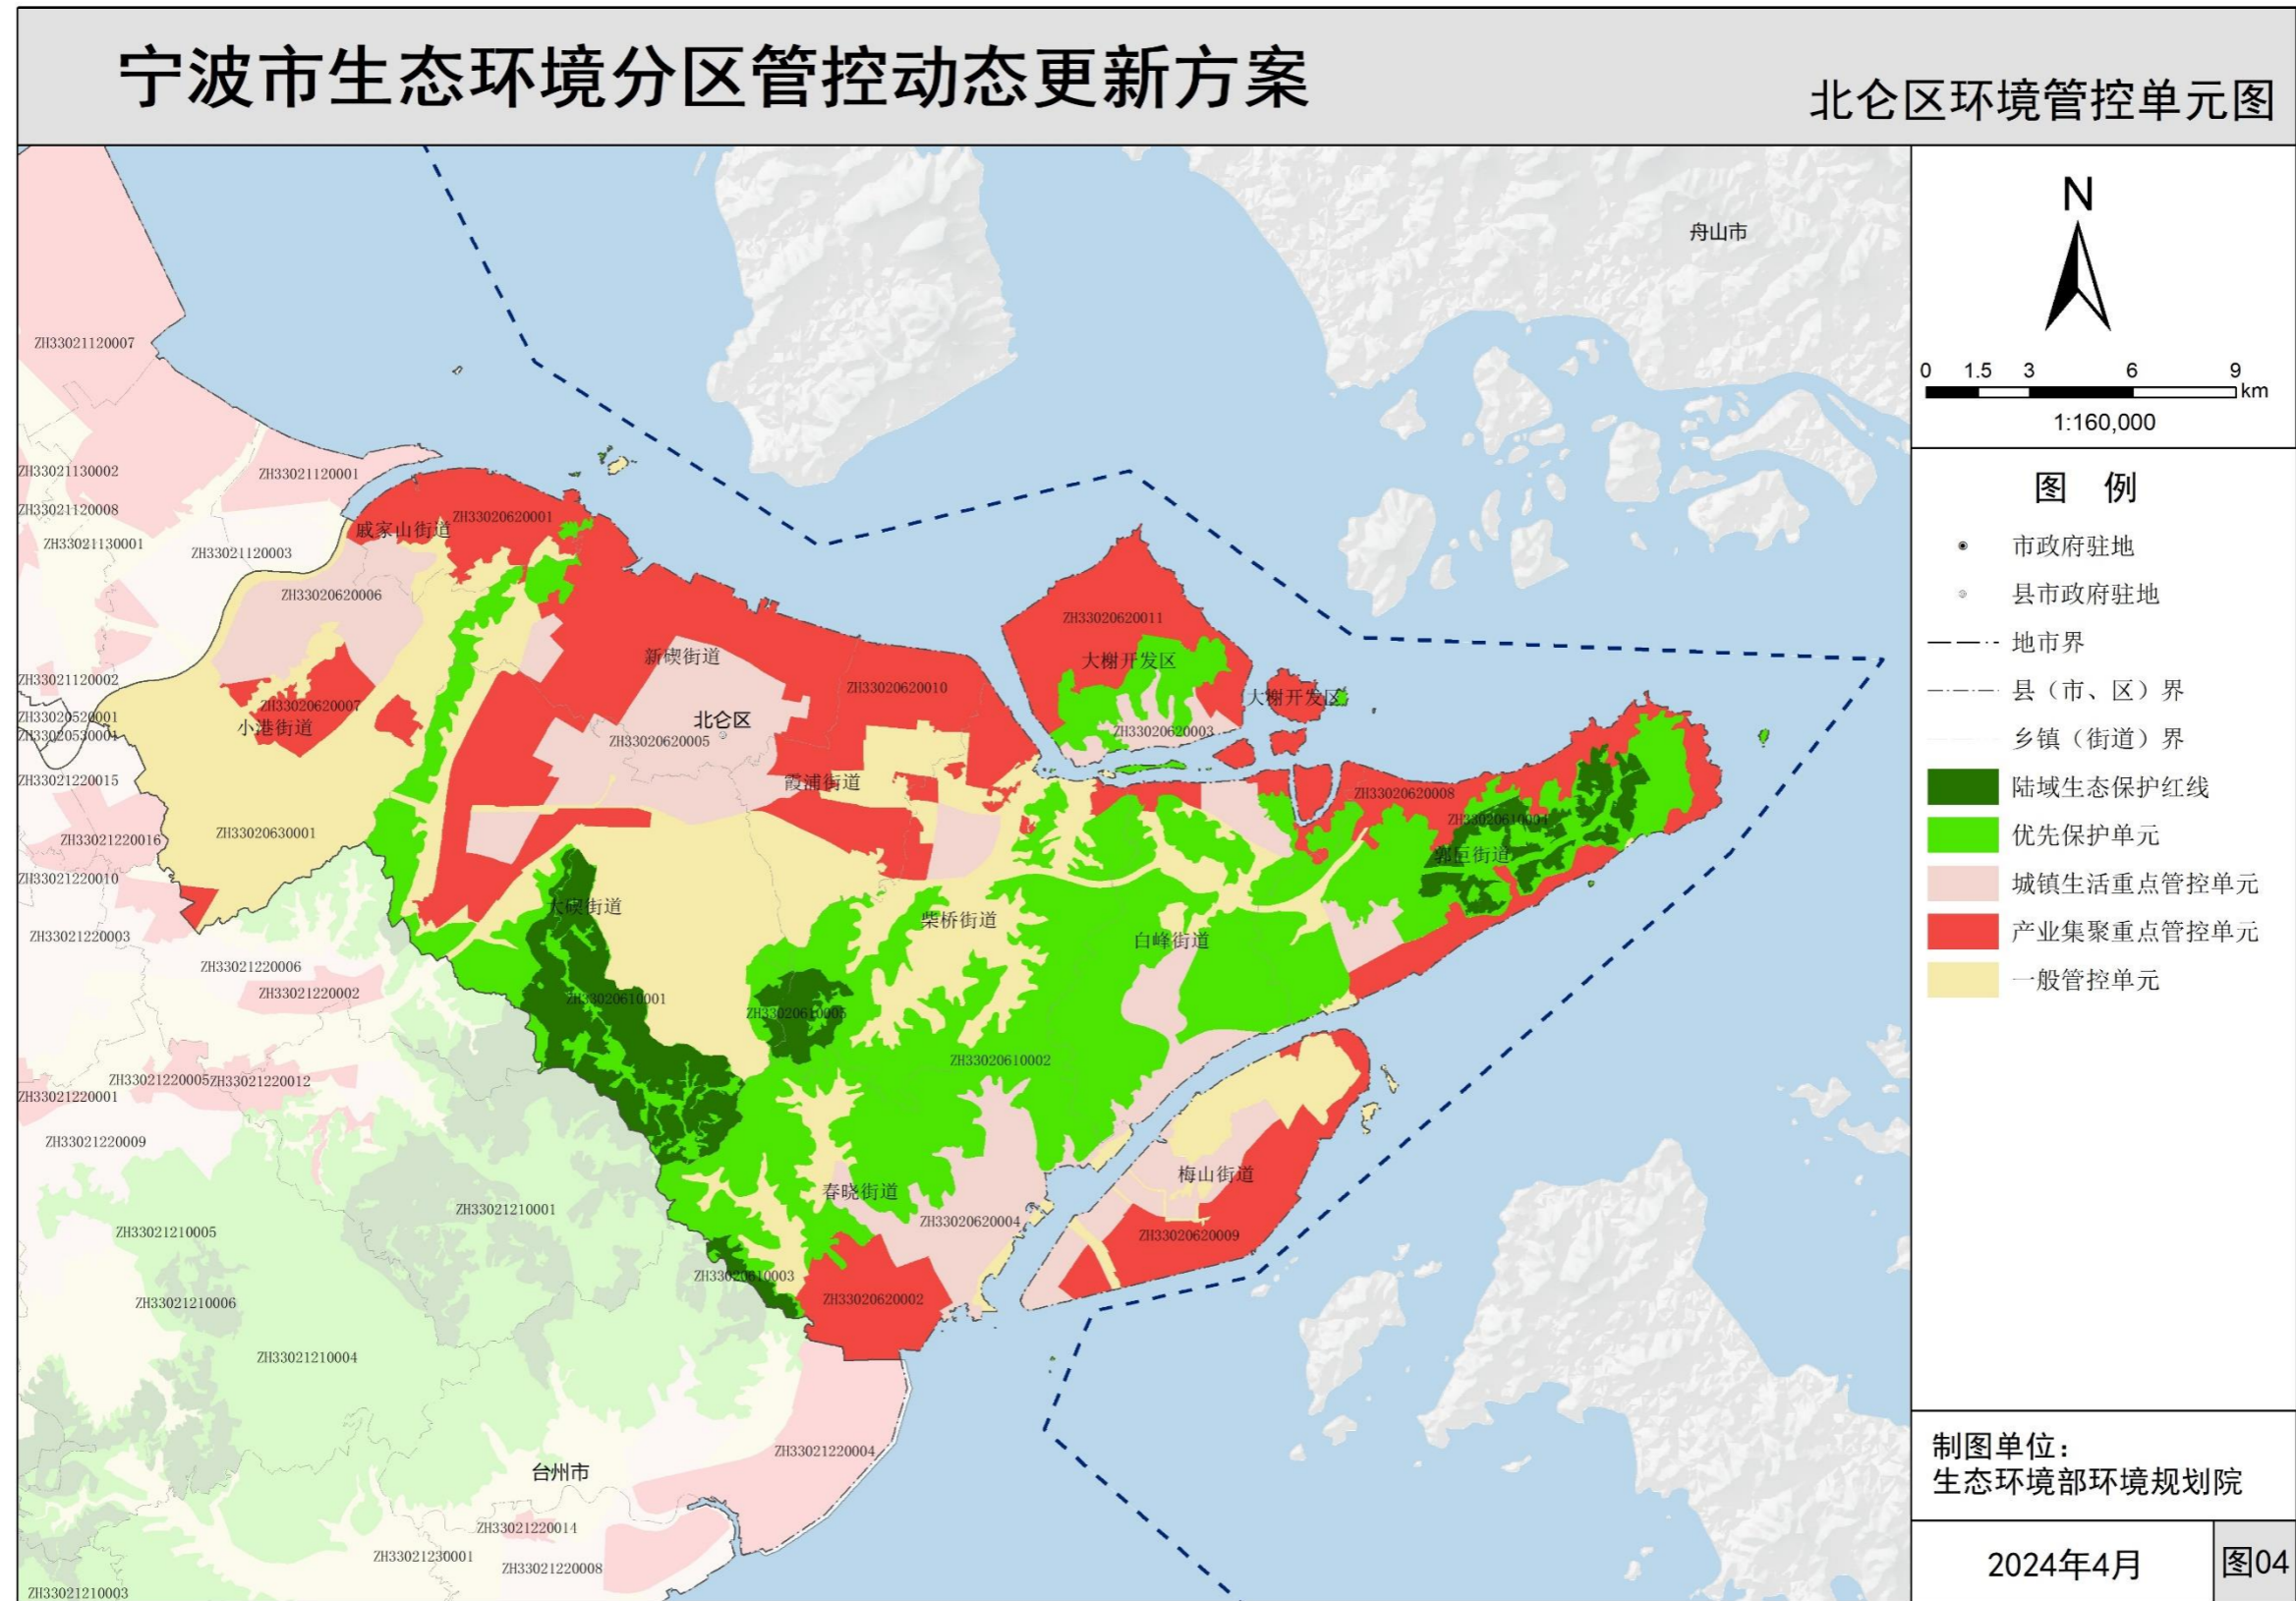 宁波市生态环境分区管控动态更新方案
北仑区环境管控单元图
N
0 1.5 3 6 9
km
1:160,000
图 例
市政府驻地
县市政府驻地
地市界
县（市、区）界
乡镇（街道）界
陆域生态保护红线
优先保护单元
城镇生活重点管控单元
产业集聚重点管控单元
一般管控单元
制图单位：
生态环境部环境规划院
2024年4月
图04
舟山市
ZH33021120007
ZH33021130002
ZH33021120001
ZH33021120008
ZH33020620001
戚家山街道
ZH33021130001
ZH33021120003
ZH33020620006
ZH33020620011
新碶街道
大榭开发区
ZH33021120002
ZH33020620010
大榭开发区
ZH33020620007
ZH33020520001
北仑区
小港街道
ZH33020530001
ZH33020620005
ZH33020620003
ZH33021220015
霞浦街道
ZH33020620008
ZH33020610004
ZH33020630001
ZH33021220016
郭巨街道
ZH33021220010
大碶街道
柴桥街道
ZH33021220003
白峰街道
ZH33021220006
ZH33021220002
ZH33020610001
ZH33020610005
ZH33020610002
ZH33021220005
ZH33021220012
ZH33021220001
ZH33021220009
梅山街道
春晓街道
ZH33021210001
ZH33020620004
ZH33021210005
ZH33020620009
ZH33020610003
ZH33021210006
ZH33020620002
ZH33021210004
ZH33021220004
台州市
ZH33021220014
ZH33021230001
ZH33021220008
ZH33021210003